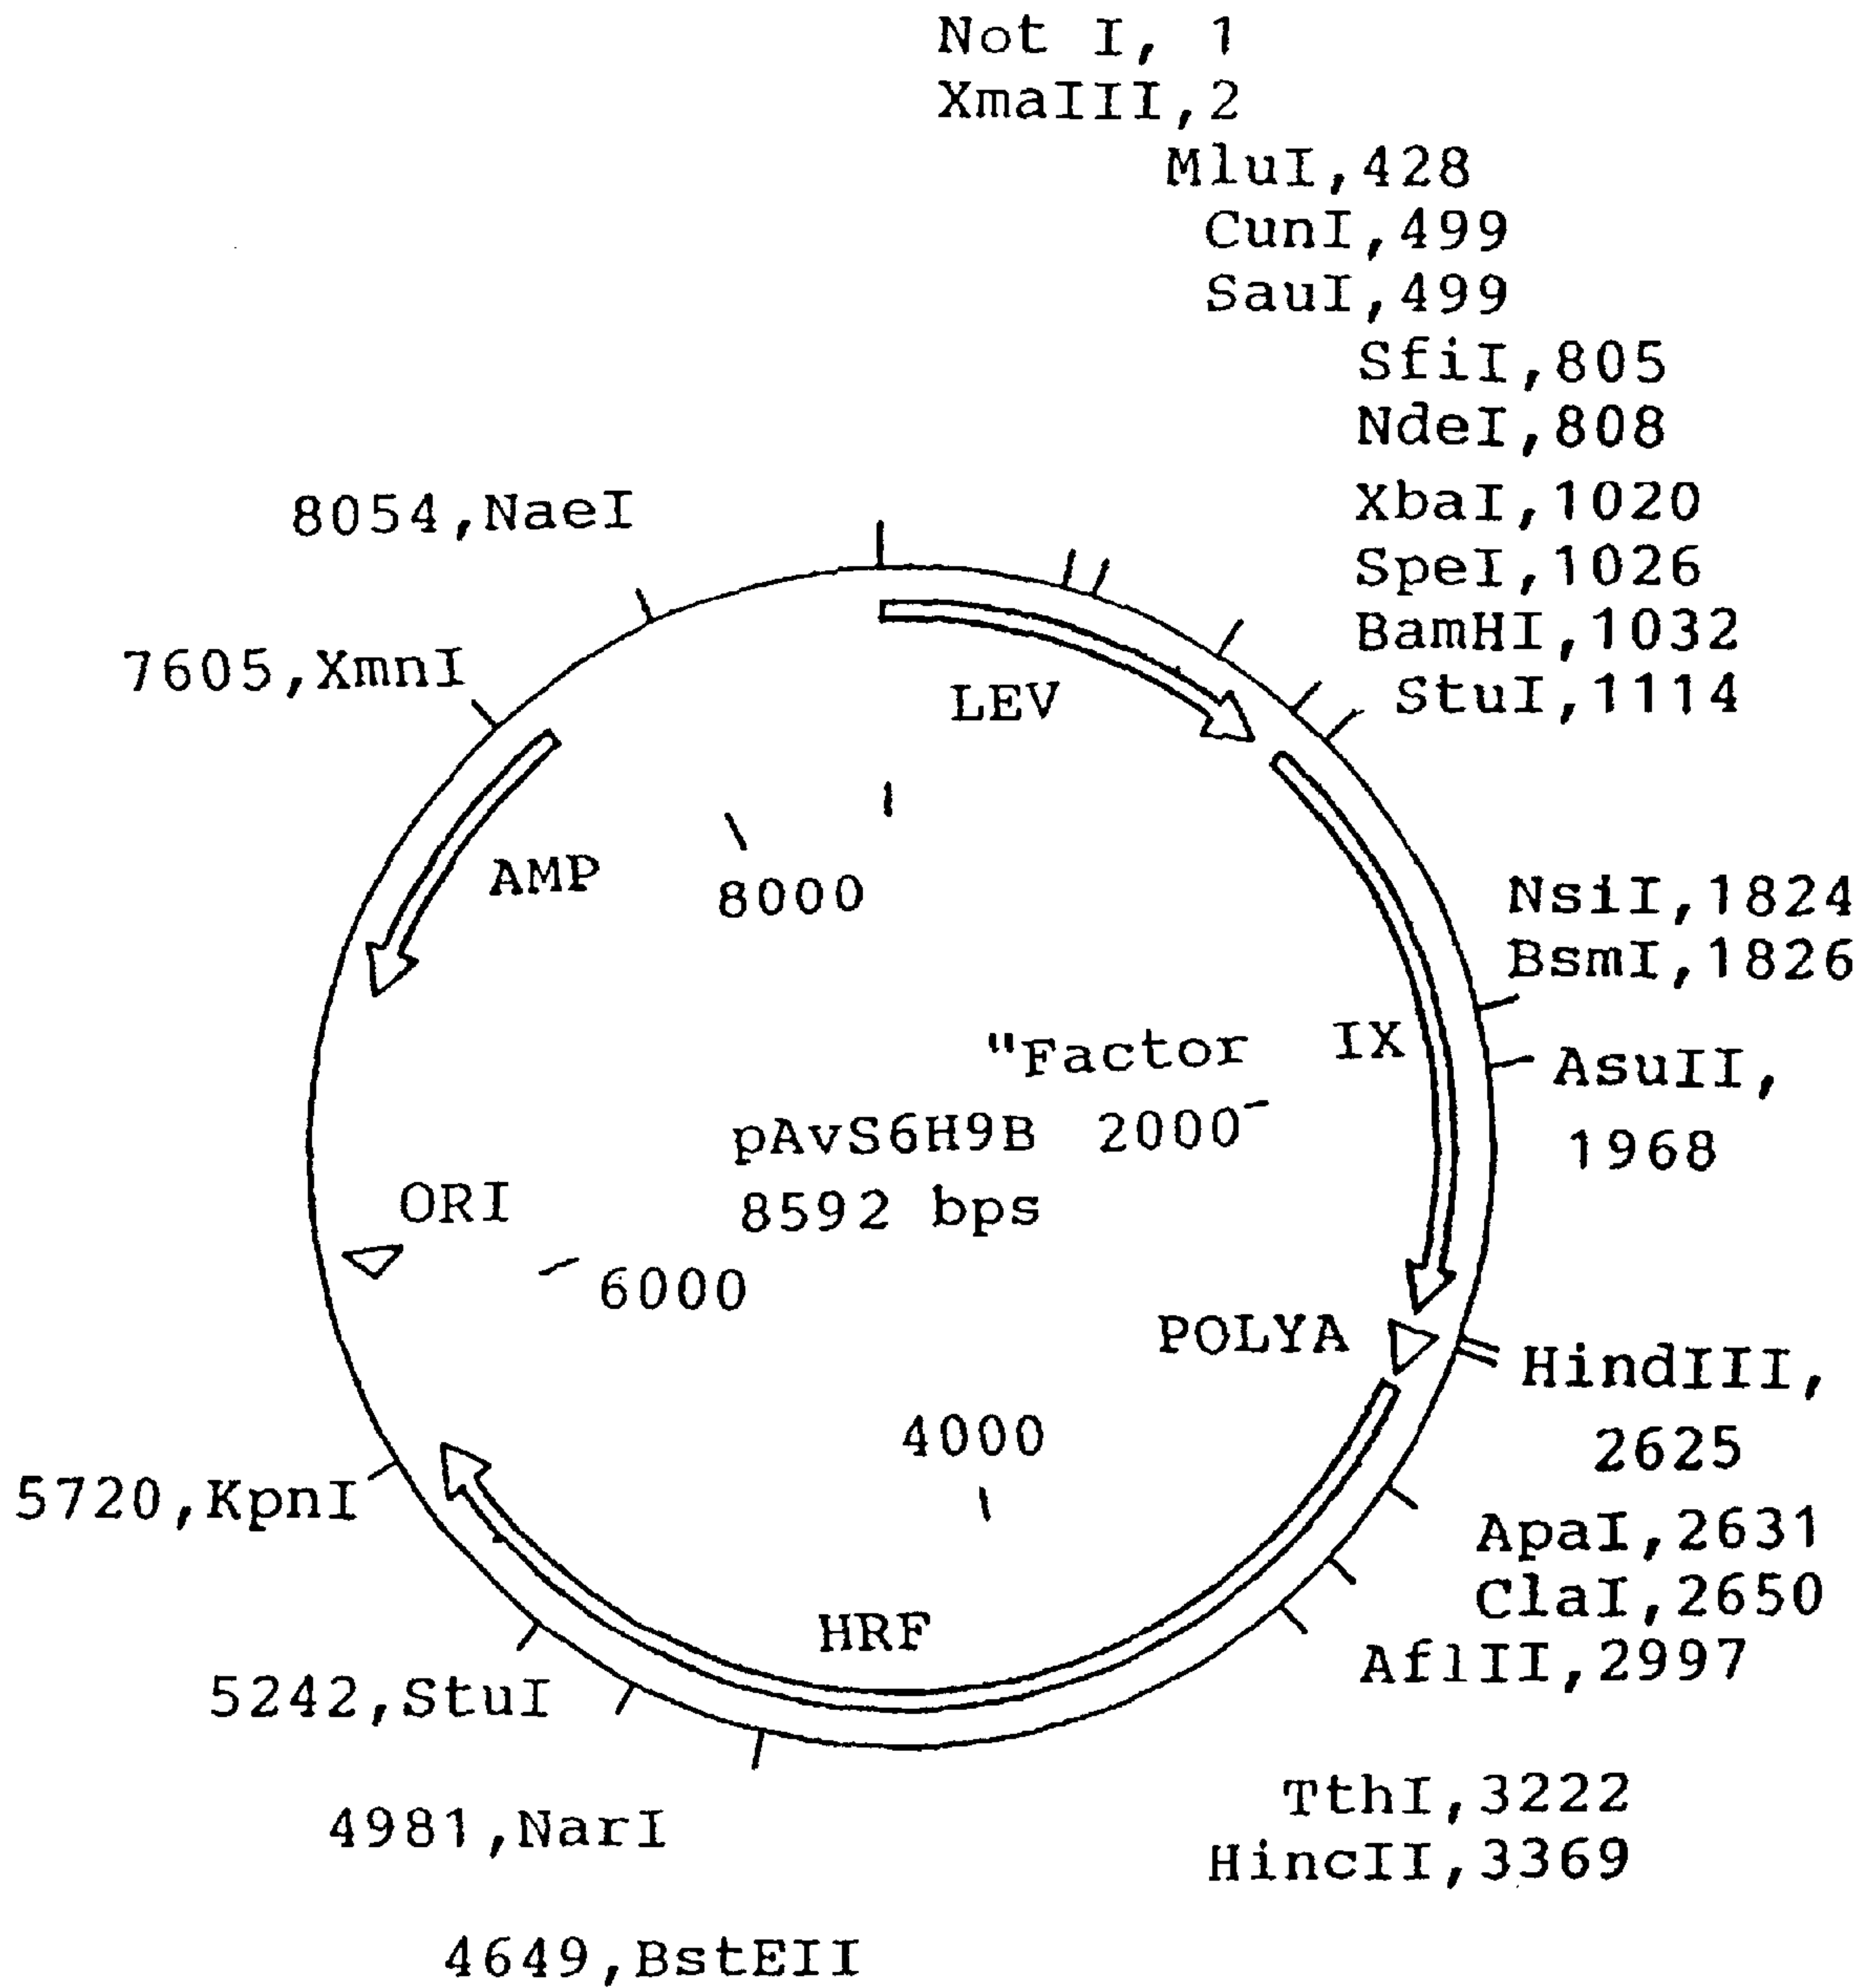 Not I, 1
XmaIII,2
MluI,428
CunI,499
SauI,499
SfiI,805
NdeI,808
XbaI,1020
SpeI,1026
BamHI,1032
StuI,1114
8054,NaeI
7605,XmnI
LEV
AMP
8000
NsiI,1824
BsmI,1826
"Factor IX
AsuII,
1968
pAvS6H9B 2000
8592 bps
ORI
6000
POLYA
HindIII,
2625
4000
5720,KpnI
ApaI,2631
ClaI,2650
AflII,2997
HRF
5242,StuI
TthI,3222
HincII,3369
4981,NarI
4649,BstEII